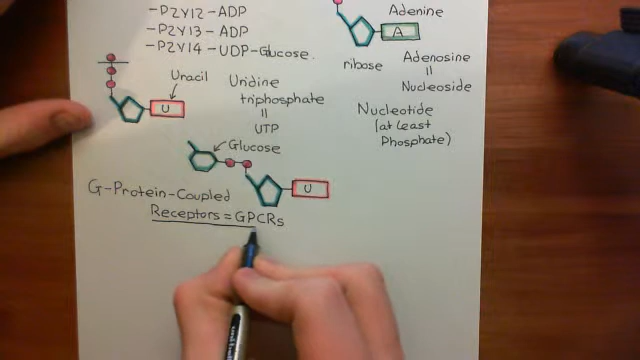 -P2Y12-ADP
-P2Y13-ADP
-P2Y14-UDP-Glucose.
Adenine
A
ribose
Adenosine
=
Nucleoside
Nucleotide
(at least
Phosphate)
Uracil
U
Uridine
triphosphate
=
UTP
Glucose
U
G-Protein-Coupled
Receptors = GPCRs